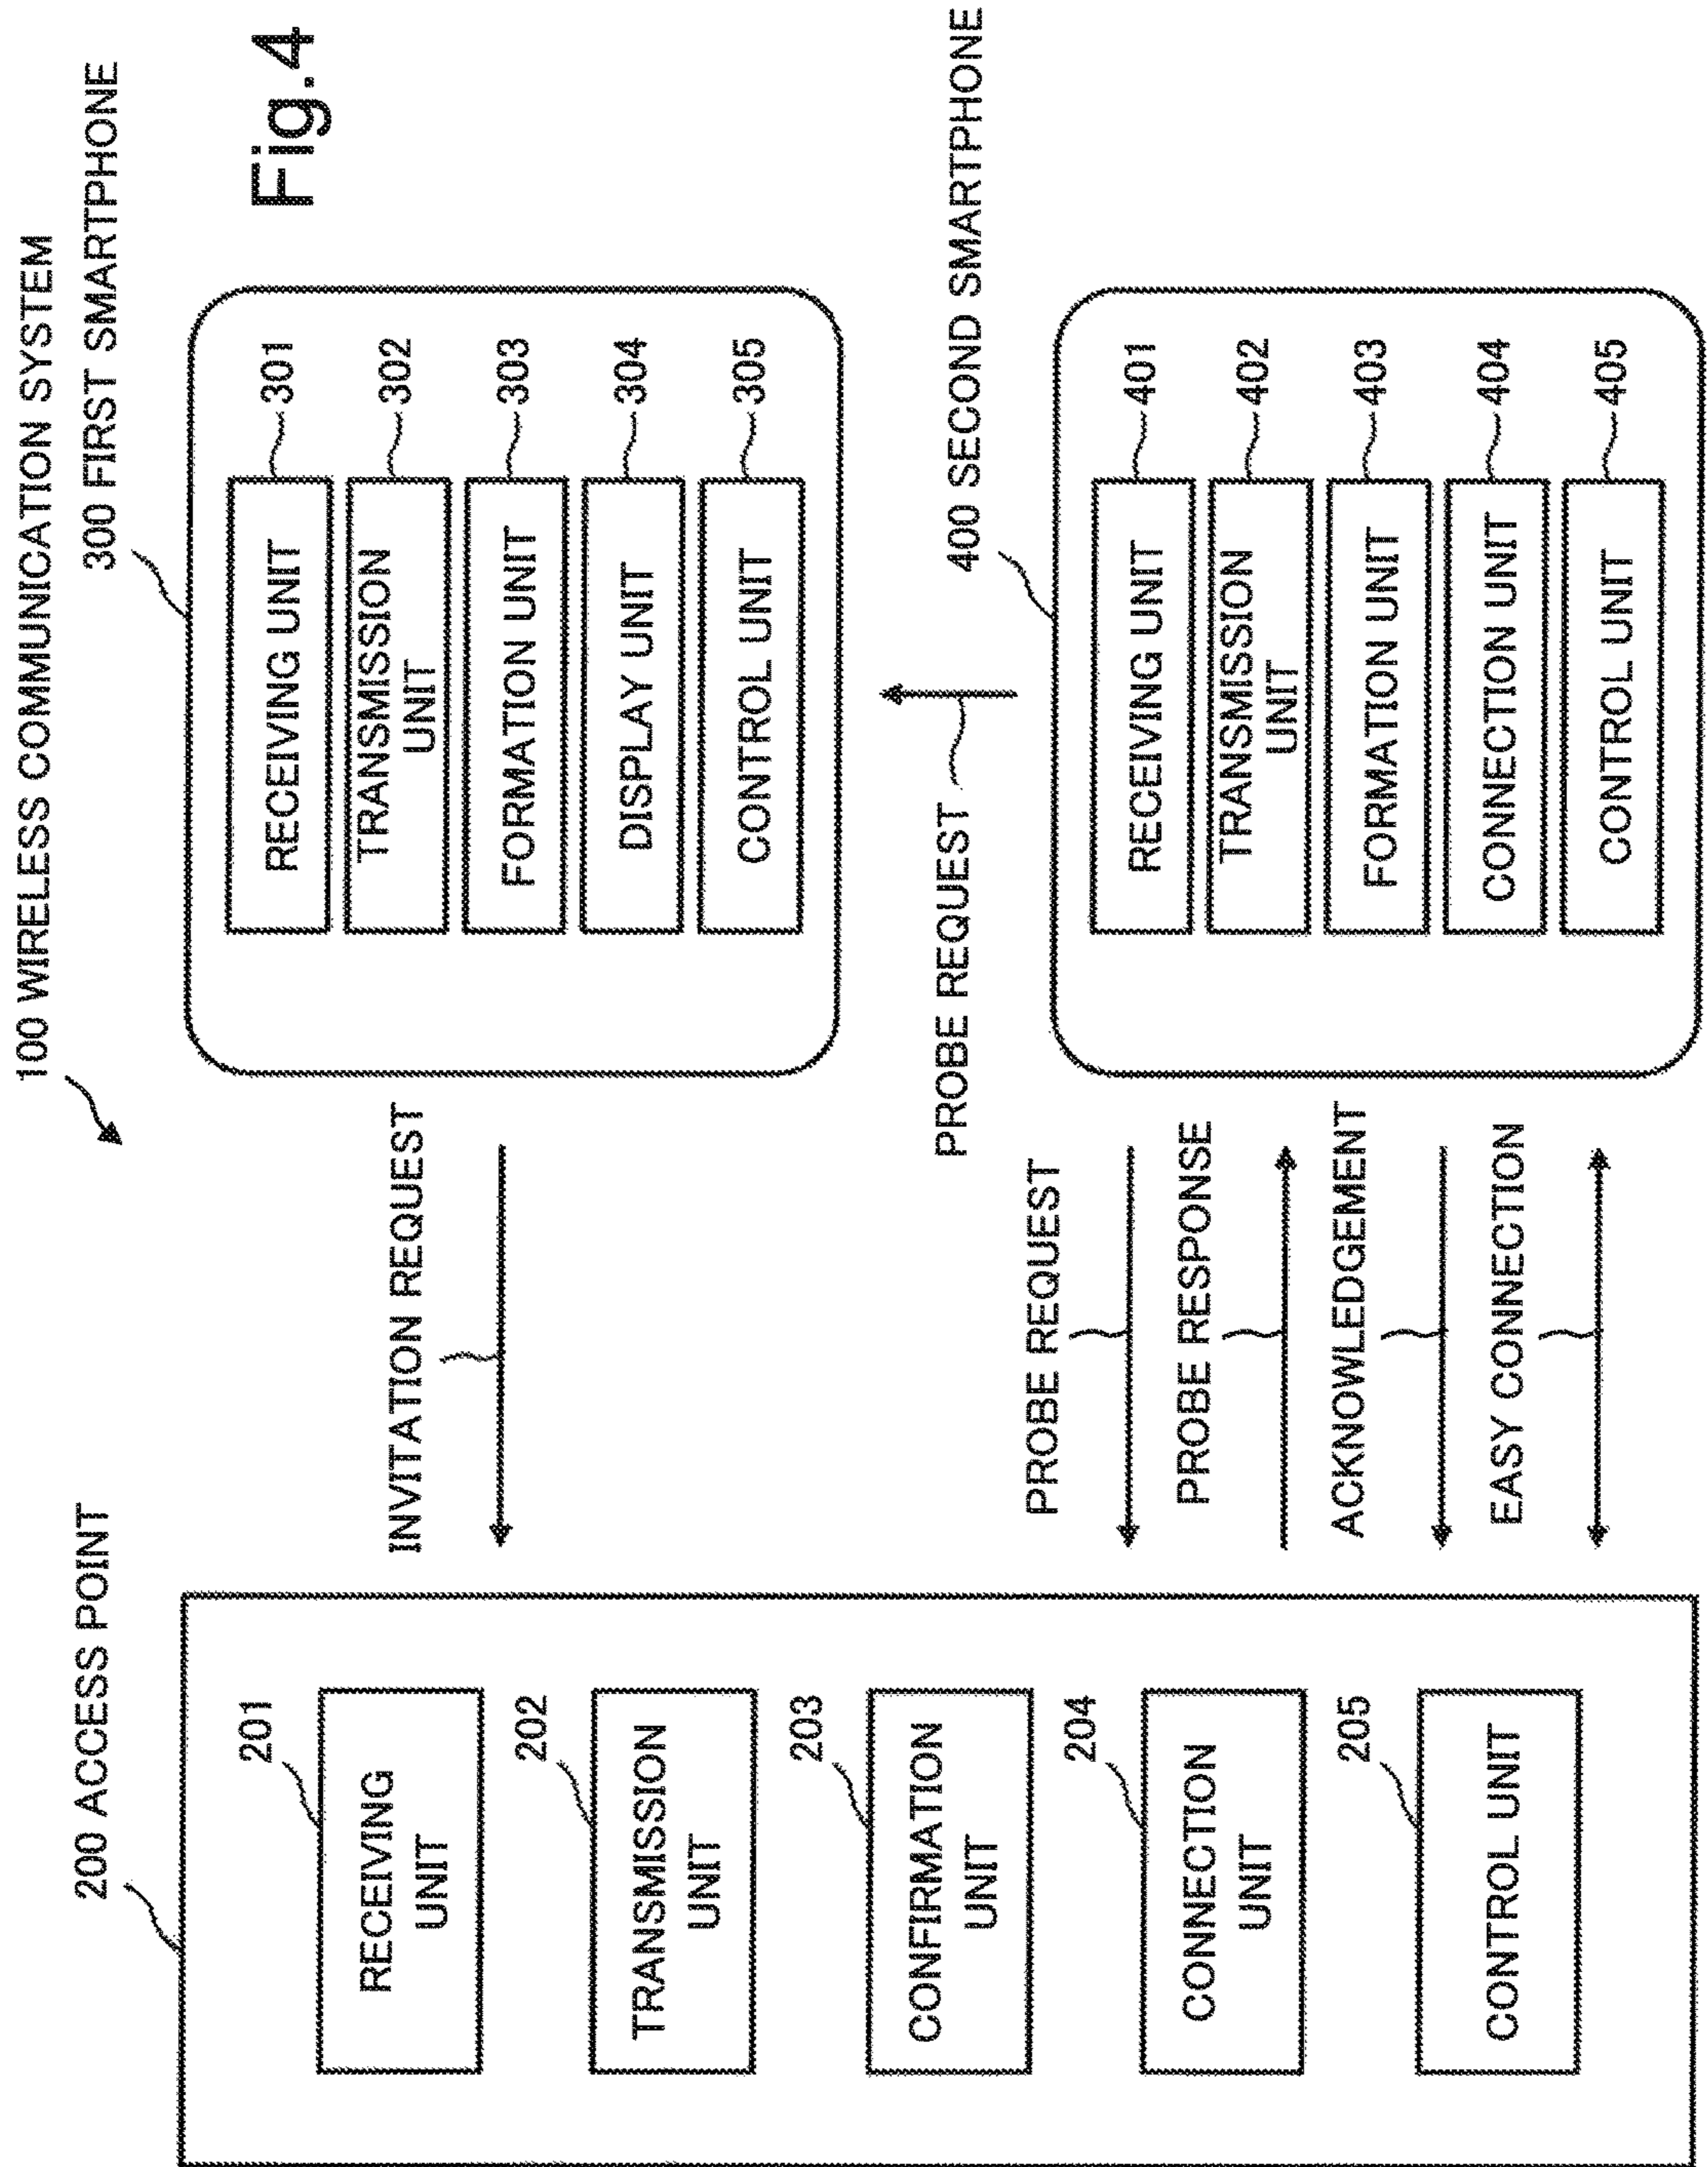 100 WIRELESS COMMUNICATION SYSTEM
200 ACCESS POINT
201
RECEIVING
UNIT
202
TRANSMISSION
UNIT
203
CONFIRMATION
UNIT
204
CONNECTION
UNIT
205
CONTROL UNIT
INVITATION REQUEST
PROBE REQUEST
PROBE RESPONSE
ACKNOWLEDGEMENT
EASY CONNECTION
300 FIRST SMARTPHONE
RECEIVING UNIT
301
TRANSMISSION
UNIT
302
FORMATION UNIT
303
DISPLAY UNIT
304
CONTROL UNIT
305
PROBE REQUEST
400 SECOND SMARTPHONE
RECEIVING UNIT
401
TRANSMISSION
UNIT
402
FORMATION UNIT
403
CONNECTION UNIT
404
CONTROL UNIT
405
Fig.4